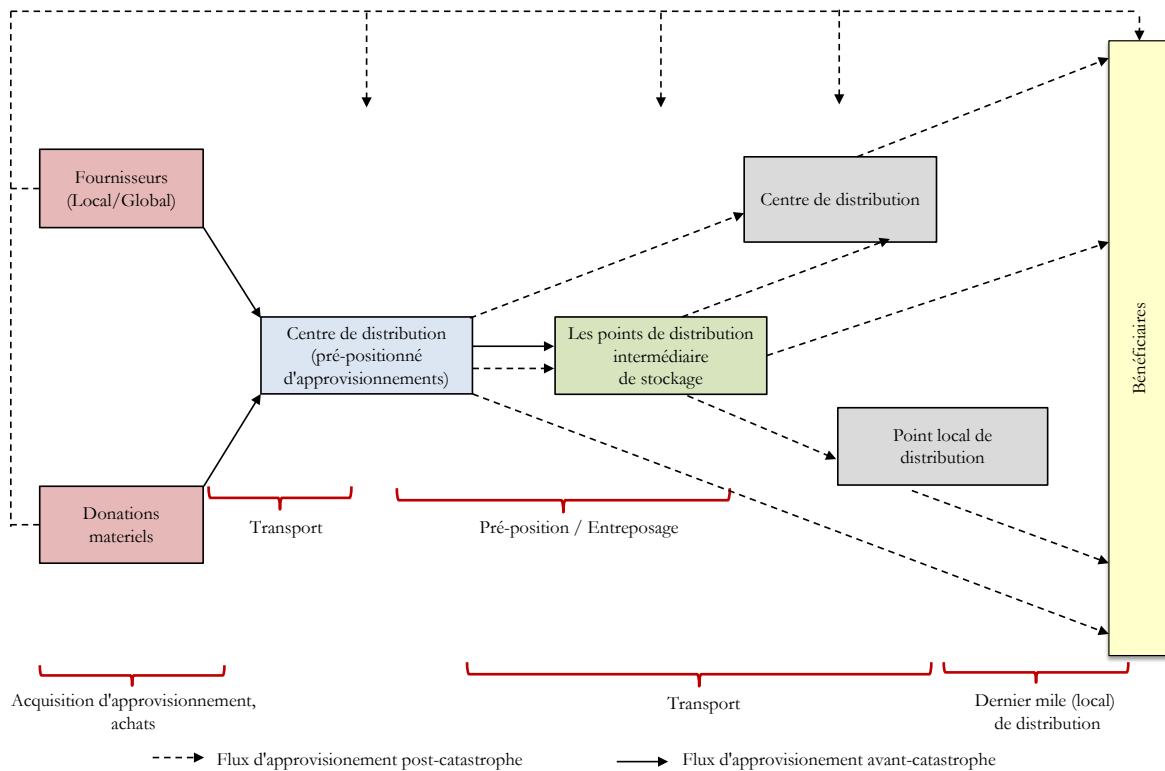 Fournisseurs
(Local/Global)
Centre de distribution
Centre de distribution
(pré-positionné
d'approvisionnements)
Les points de distribution
intermédiaire
de stockage
Bénéficiaires
Point local de
distribution
Donations
materiels
Transport
Pré-position / Entreposage
Acquisition d'approvisionnement,
achats
Transport
Dernier mile (local)
de distribution
Flux d'approvisionement post-catastrophe
Flux d'approvisionement avant-catastrophe